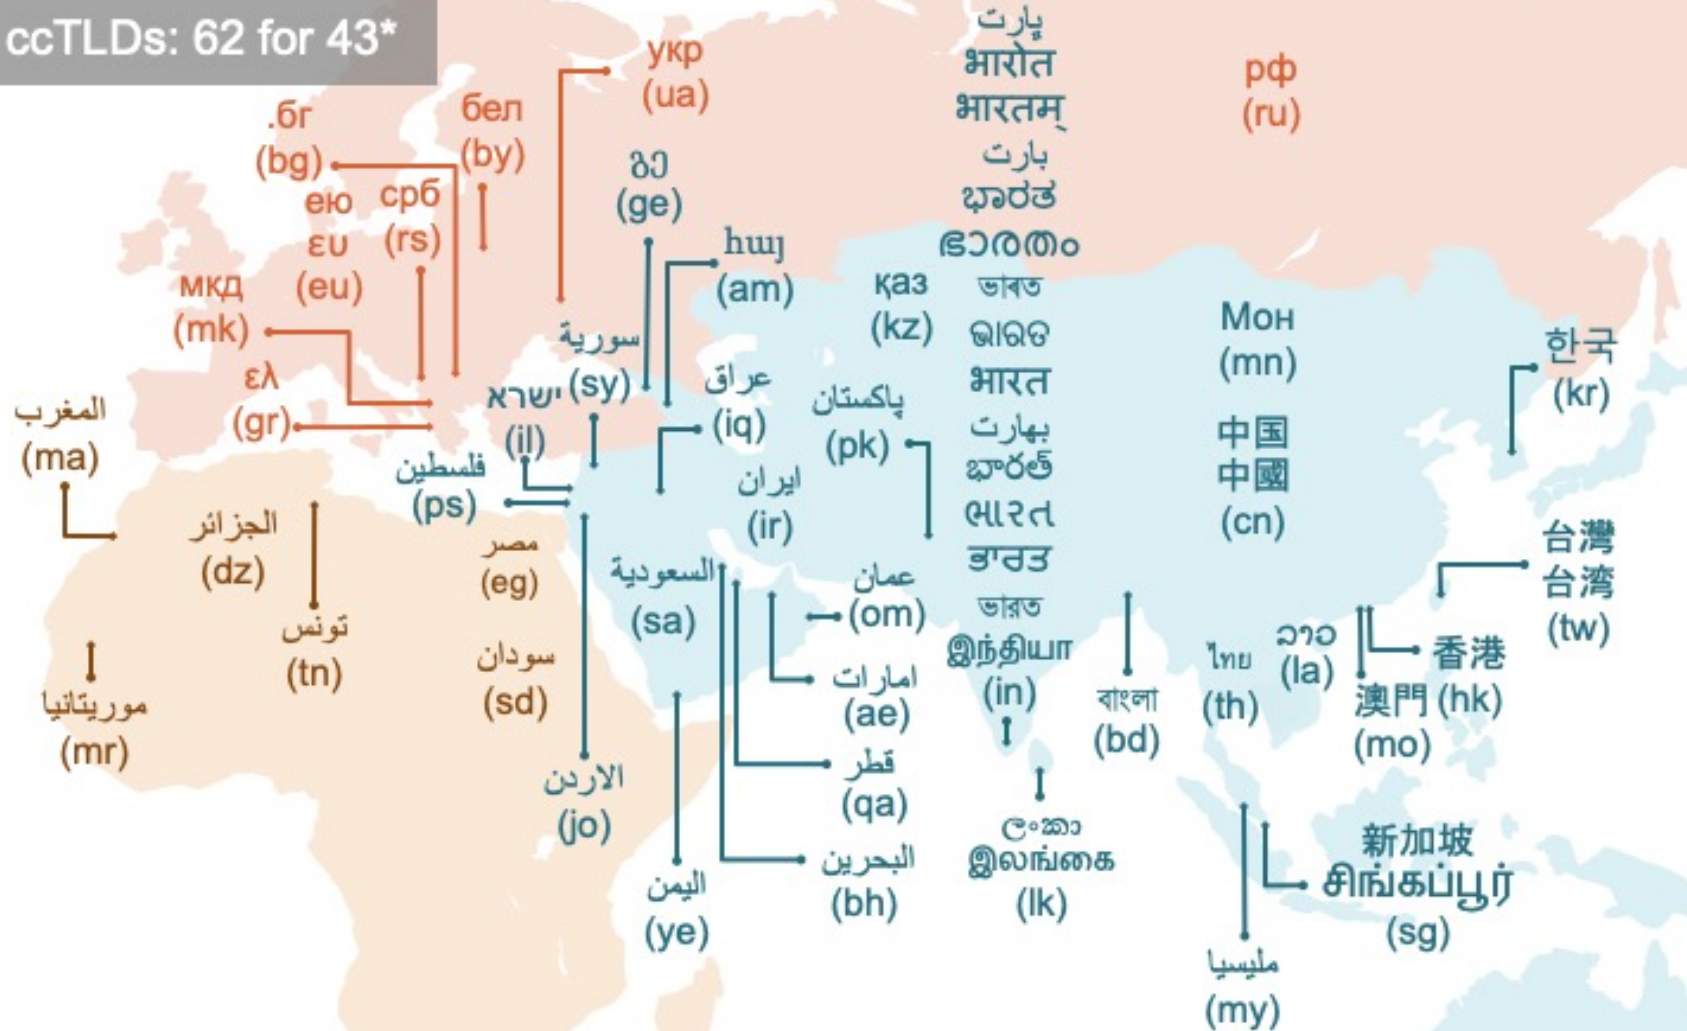 ccTLDs: 62 for 43*
укр
(ua)
.бг
(bg)
бел
(by)
ею
ευ
(eu)
срб
(rs)
мкд
(mk)
ελ
(gr)
рф
(ru)
გე
(ge)
հայ
(am)
қаз
(kz)
پارت
भारोत
भारतम्
بارت
ಭಾರತ
ഭാരതം
ভাৰত
ଭାରତ
भारत
بھارت
భారత్
ભારત
ਭਾਰਤ
ভারত
இந்தியா
(in)
Мон
(mn)
中国
中國
(cn)
한국
(kr)
台灣
台湾
(tw)
香港
(hk)
澳門
(mo)
ລາວ
(la)
ไทย
(th)
বাংলা
(bd)
ලංකා
இலங்கை
(lk)
新加坡
சிங்கப்பூர்
(sg)
مليسيا
(my)
پاکستان
(pk)
سورية
(sy)
ישרא
(il)
فلسطين
(ps)
عراق
(iq)
ایران
(ir)
السعودية
(sa)
عمان
(om)
امارات
(ae)
قطر
(qa)
البحرين
(bh)
اليمن
(ye)
الاردن
(jo)
المغرب
(ma)
الجزائر
(dz)
تونس
(tn)
مصر
(eg)
سودان
(sd)
موريتانيا
(mr)